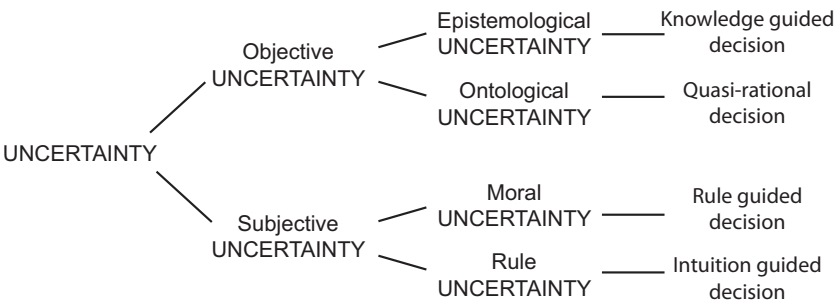 Epistemological
UNCERTAINTY
Knowledge guided
decision
Objective
UNCERTAINTY
Ontological
UNCERTAINTY
Quasi-rational
decision
UNCERTAINTY
Moral
UNCERTAINTY
Rule guided
decision
Subjective
UNCERTAINTY
Rule
UNCERTAINTY
Intuition guided
decision